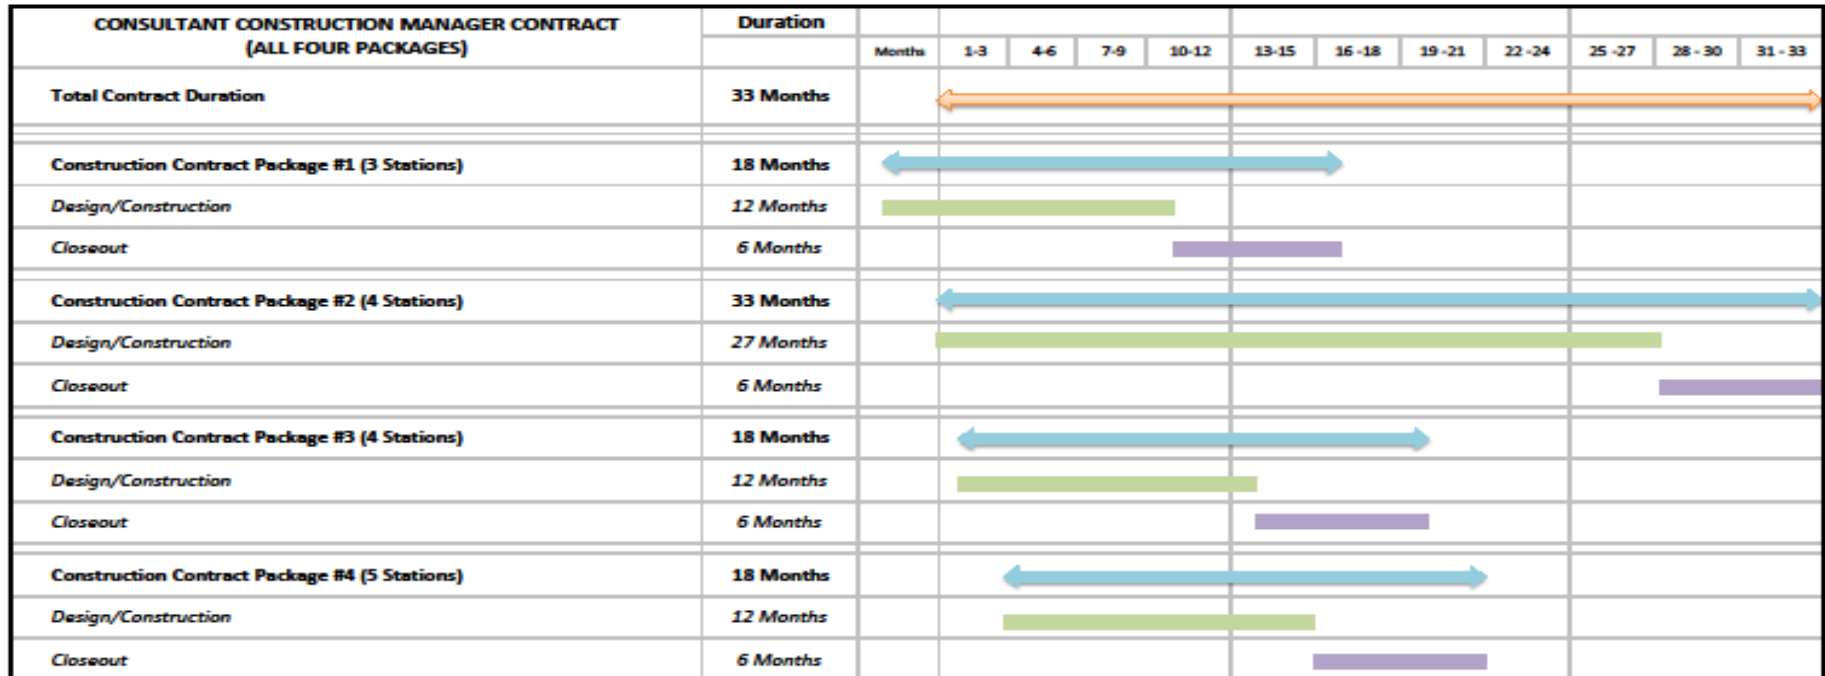 CONSULTANT CONSTRUCTION MANAGER CONTRACT Duration
(ALL FOUR PACKAGES) Months 1-3 4-6 7-9 10-12 13-15 16 -18 19 -21 22 -24 25 -27 28 - 30 31 - 33
Total Contract Duration 33 Months
Construction Contract Package #1 (3 Stations) 18 Months
Design/Construction 12 Months
Closeout 6 Months
Construction Contract Package #2 (4 Stations) 33 Months
Design/Construction 27 Months
Closeout 6 Months
Construction Contract Package #3 (4 Stations) 18 Months
Design/Construction 12 Months
Closeout 6 Months
Construction Contract Package #4 (5 Stations) 18 Months
Design/Construction 12 Months
Closeout 6 Months